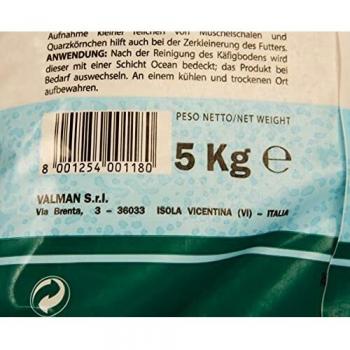 Aufnahme kleiner Teilchen von Muschelschalen und
Quarzkörnchen hilft auch bei der Zerkleinerung des Futters.
ANWENDUNG: Nach der Reinigung des Käfigbodens wird
dieser mit einer Schicht Ocean bedeckt; das Produkt bei
Bedarf auswechseln. An einem kühlen und trockenen Ort
aufbewahren.
PESO NETTO/NET WEIGHT
5 Kg ℮
8 001254 001180
VALMAN S.r.l.
Via Brenta, 3 - 36033 ISOLA VICENTINA (VI) - ITALIA